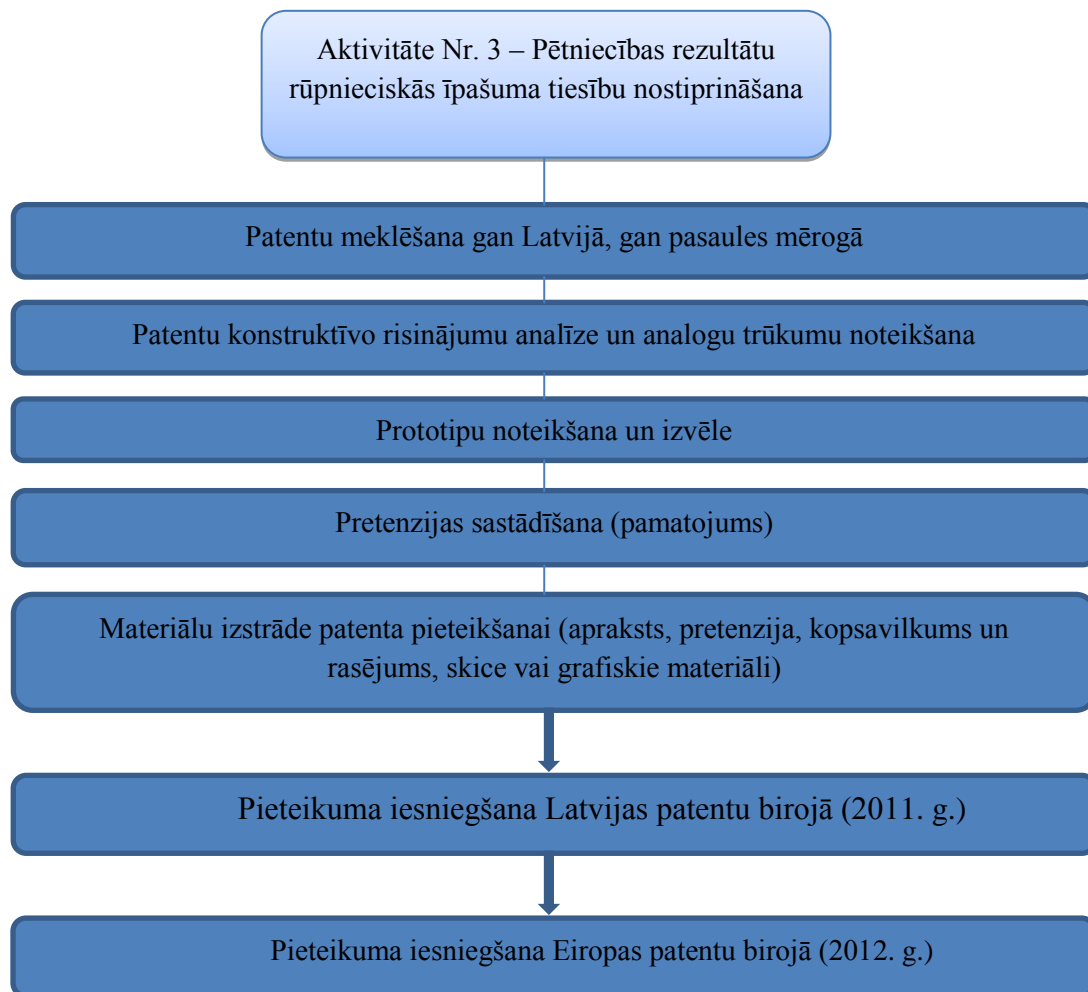 Aktivitāte Nr. 3 – Pētniecības rezultātu
rūpnieciskās īpašuma tiesību nostiprināšana
Patentu meklēšana gan Latvijā, gan pasaules mērogā
Patentu konstruktīvo risinājumu analīze un analogu trūkumu noteikšana
Prototipu noteikšana un izvēle
Pretenzijas sastādīšana (pamatojums)
Materiālu izstrāde patenta pieteikšanai (apraksts, pretenzija, kopsavilkums un
rasējums, skice vai grafiskie materiāli)
Pieteikuma iesniegšana Latvijas patentu birojā (2011. g.)
Pieteikuma iesniegšana Eiropas patentu birojā (2012. g.)